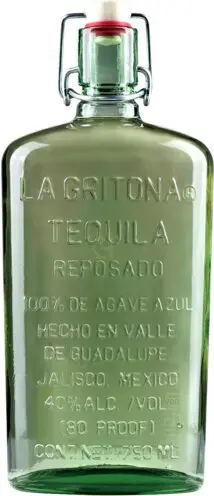 LA GRITONA®
TEQUILA
REPOSADO
100% DE AGAVE AZUL
HECHO EN VALLE
DE GUADALUPE
JALISCO, MEXICO
40% ALC /VOL
[80 PROOF]
CONT. NET. 750 ML